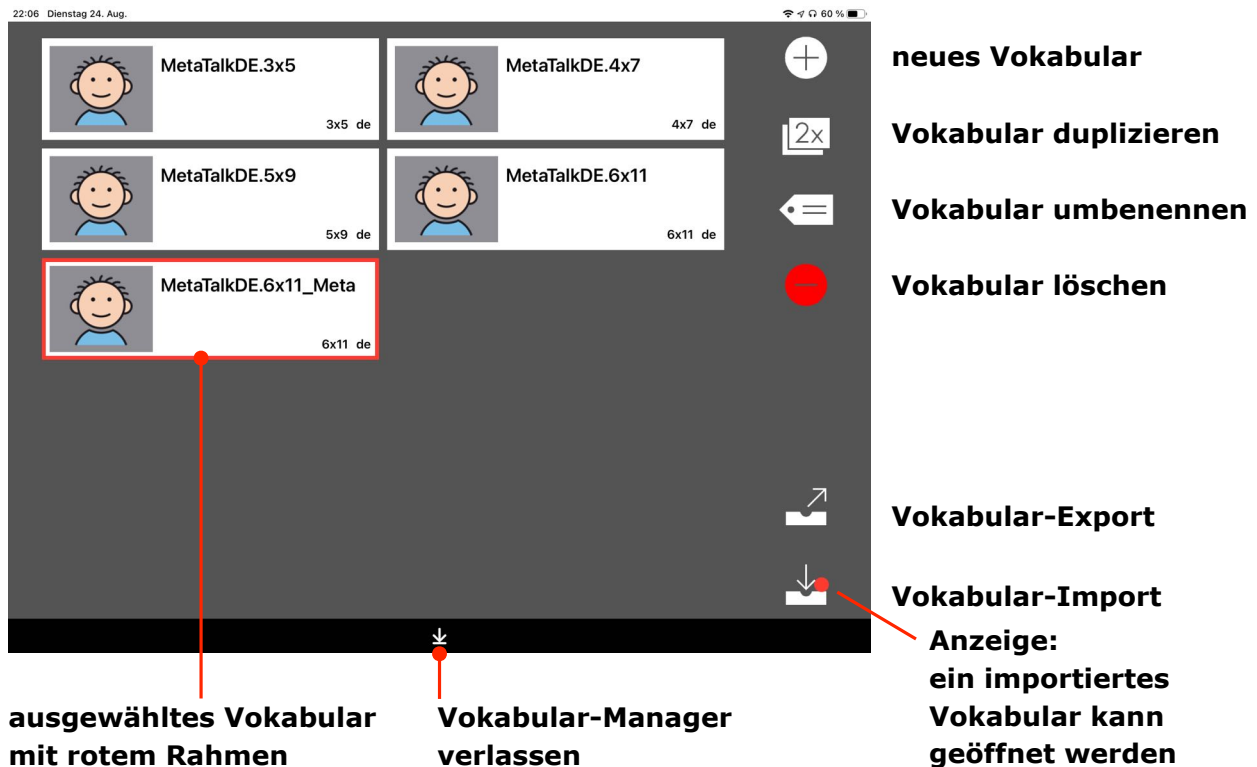 22:06 Dienstag 24. Aug.
60 %
MetaTalkDE.3x5
3x5 de
MetaTalkDE.4x7
4x7 de
MetaTalkDE.5x9
5x9 de
MetaTalkDE.6x11
6x11 de
MetaTalkDE.6x11_Meta
6x11 de
2x
neues Vokabular
Vokabular duplizieren
Vokabular umbenennen
Vokabular löschen
Vokabular-Export
Vokabular-Import
Anzeige:
ein importiertes
Vokabular kann
geöffnet werden
ausgewähltes Vokabular
mit rotem Rahmen
Vokabular-Manager
verlassen